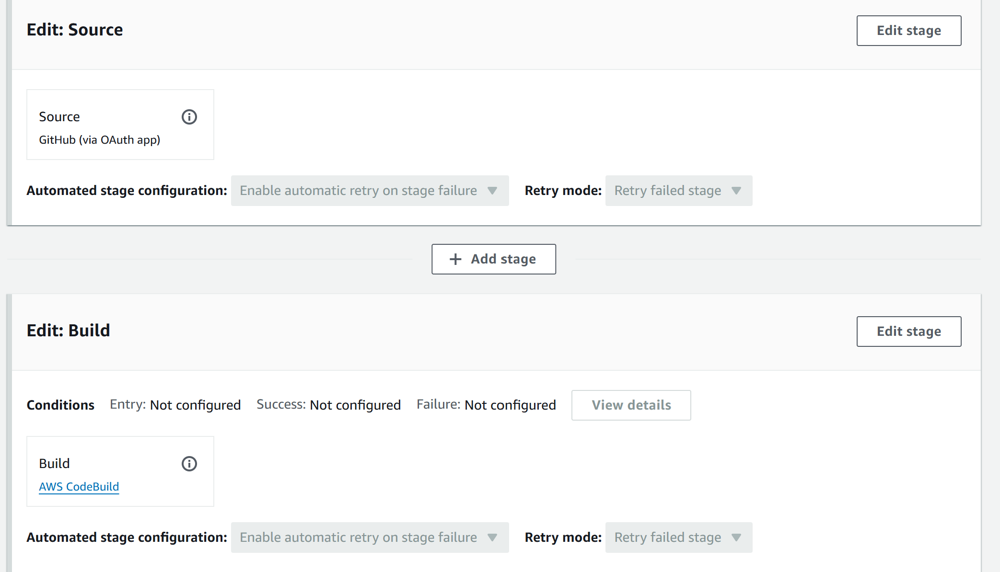 Edit: Source
Edit stage
Source
GitHub (via OAuth app)
Automated stage configuration: Enable automatic retry on stage failure Retry mode: Retry failed stage
+ Add stage
Edit: Build
Edit stage
Conditions Entry: Not configured Success: Not configured Failure: Not configured View details
Build
AWS CodeBuild
Automated stage configuration: Enable automatic retry on stage failure Retry mode: Retry failed stage